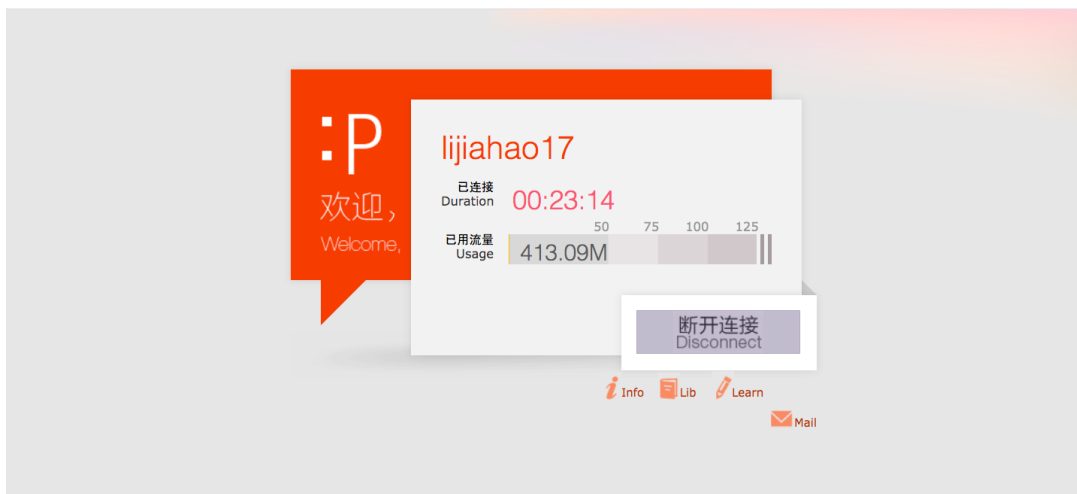 :P
欢迎,
Welcome,
lijiahao17
已连接
Duration
00:23:14
50 75 100 125
已用流量
Usage
413.09M
断开连接
Disconnect
Info Lib Learn
Mail